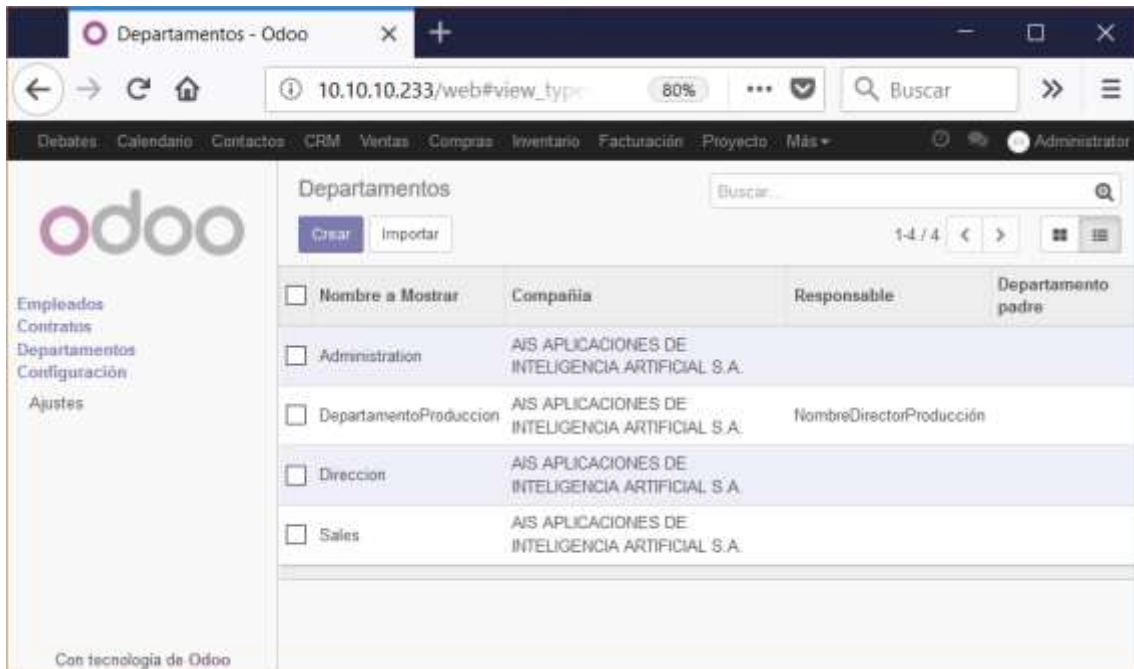 Departamentos - Odoo
10.10.10.233/web#view_type
80%
Buscar
Debates Calendario Contactos CRM Ventas Compras Inventario Facturación Proyecto Más
Administrator
odoo
Departamentos
Buscar...
Crear
Importar
1-4 / 4
Empleados
Contratos
Departamentos
Configuración
Ajustes
Nombre a Mostrar
Compañía
Responsable
Departamento
padre
Administration
AIS APLICACIONES DE
INTELIGENCIA ARTIFICIAL S.A.
DepartamentoProduccion
AIS APLICACIONES DE
INTELIGENCIA ARTIFICIAL S.A.
NombreDirectorProducción
Direccion
AIS APLICACIONES DE
INTELIGENCIA ARTIFICIAL S.A.
Sales
AIS APLICACIONES DE
INTELIGENCIA ARTIFICIAL S.A.
Con tecnología de Odoo